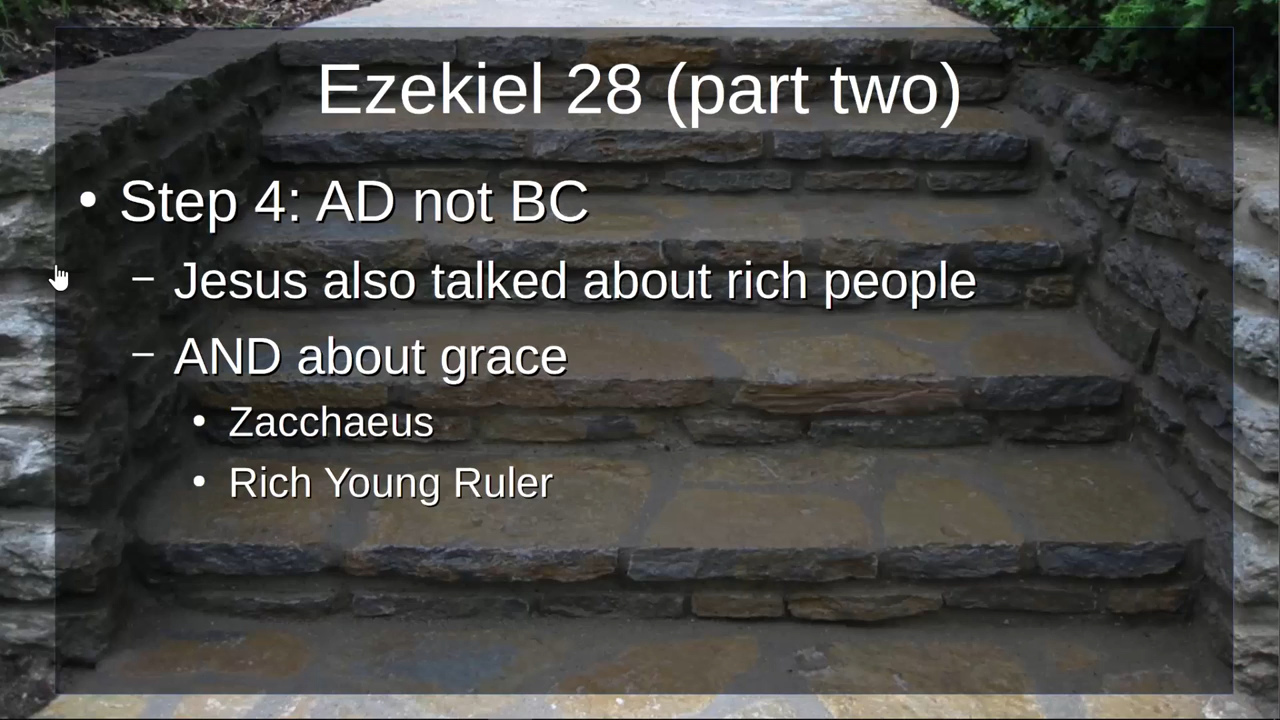 Ezekiel 28 (part two)
• Step 4: AD not BC
– Jesus also talked about rich people
– AND about grace
• Zacchaeus
• Rich Young Ruler